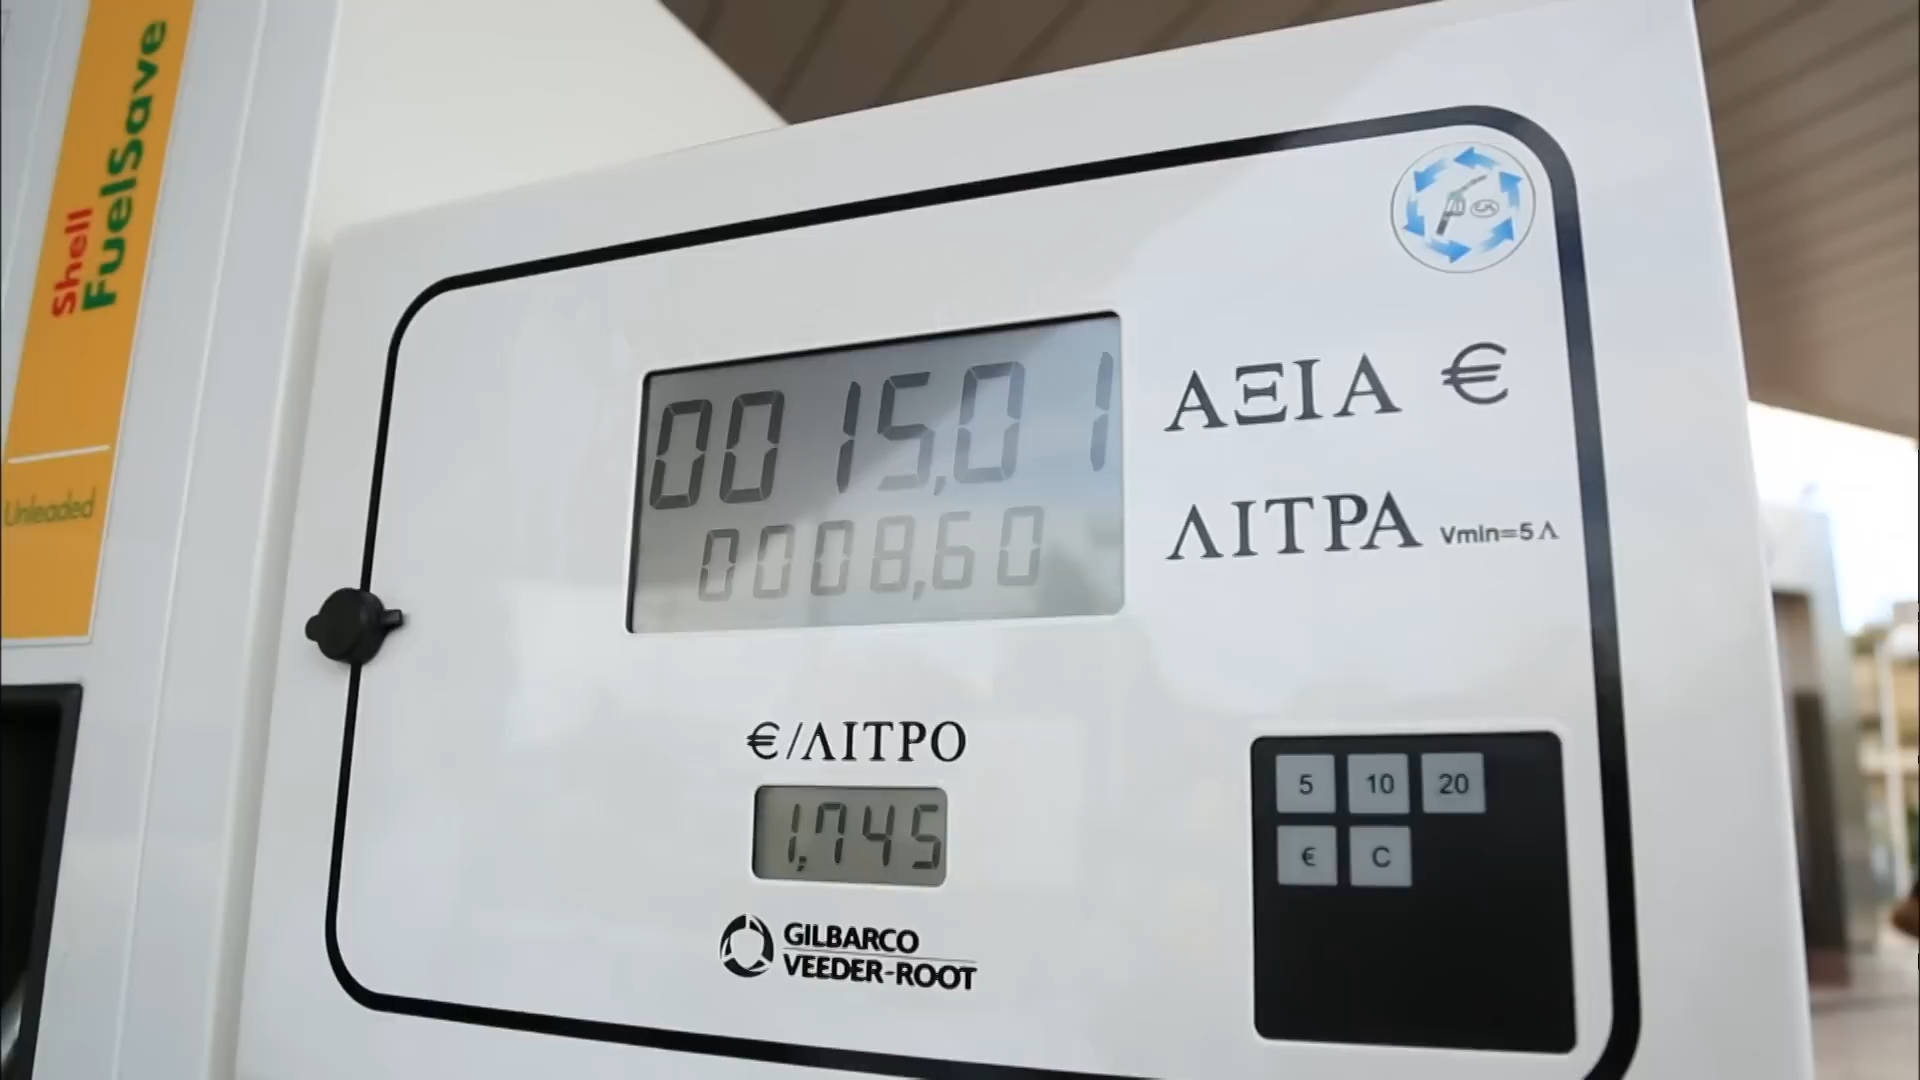 Shell
FuelSave
Unleaded
0015,01
ΑΞΙΑ €
0008,60
ΛΙΤΡΑ Vmin=5Λ
€/ΛΙΤΡΟ
1,745
GILBARCO
VEEDER-ROOT
5 10 20
€ C